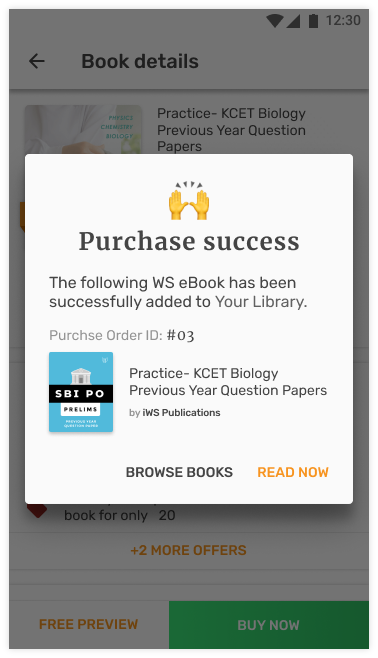 12:30
Book details
PHYSICS
CHEMISTRY
BIOLOGY
Practice- KCET Biology
Previous Year Question
Papers
Purchase success
The following WS eBook has been
successfully added to Your Library.
Purchse Order ID: #03
SBI PO
PRELIMS
PREVIOUS YEAR
QUESTION PAPER
Practice- KCET Biology
Previous Year Question Papers
by iWS Publications
BROWSE BOOKS
READ NOW
book for only 20
+2 MORE OFFERS
FREE PREVIEW
BUY NOW